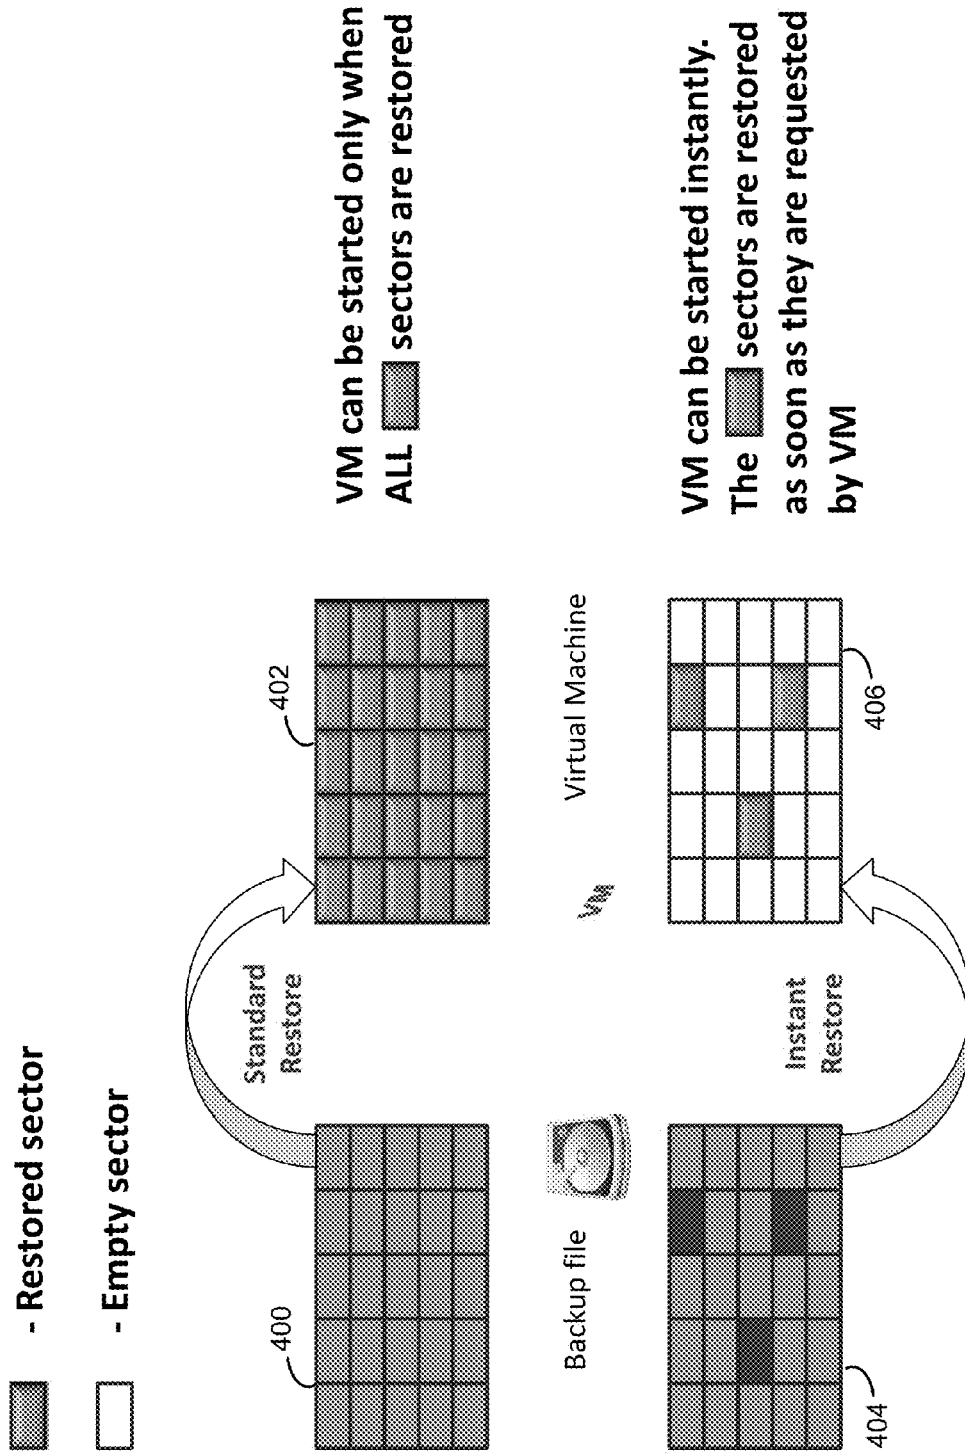 - Restored sector
- Empty sector
400
Standard
Restore
402
VM can be started only when
ALL sectors are restored
Backup file
VM
Virtual Machine
404
Instant
Restore
406
VM can be started instantly.
The sectors are restored
as soon as they are requested
by VM